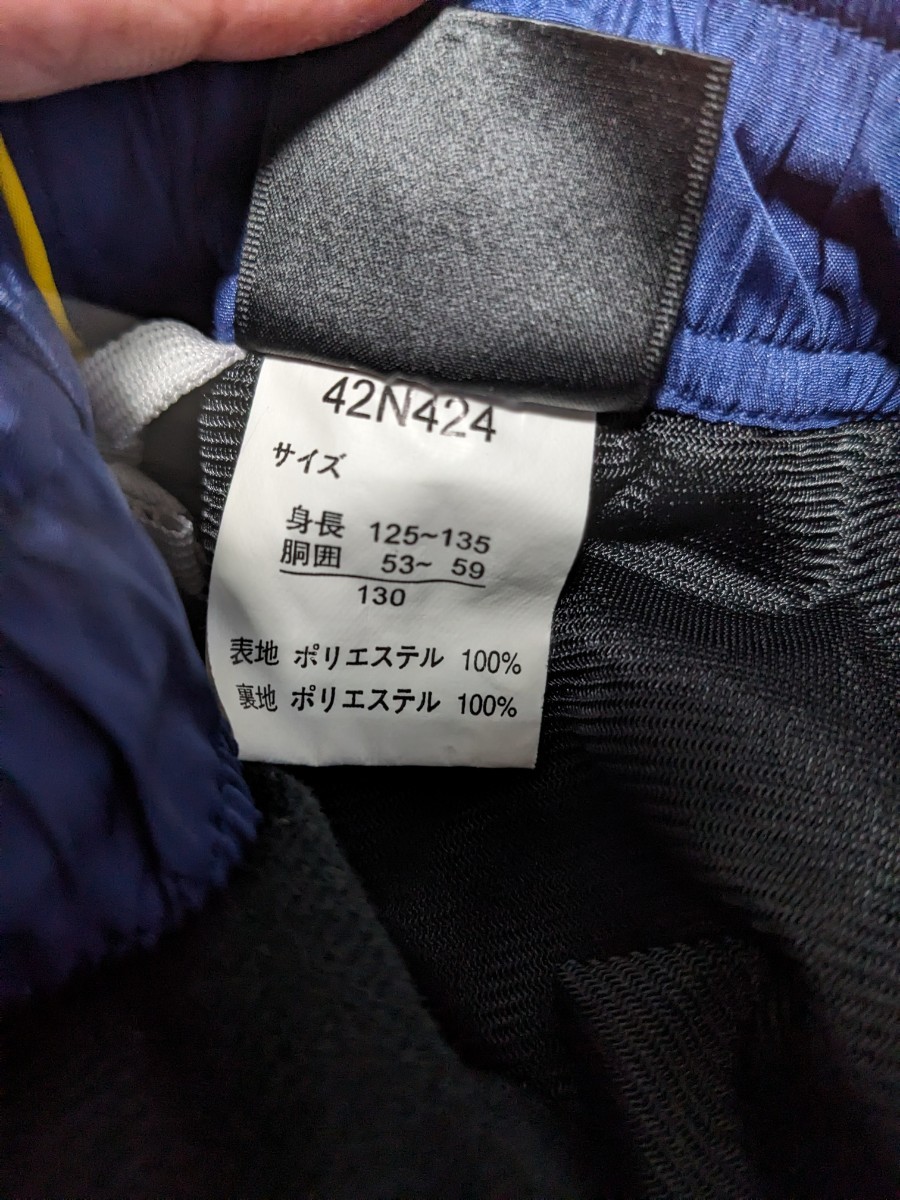 42N424
サイズ
身長 125~135
胴囲 53~ 59
130
表地 ポリエステル 100%
裏地 ポリエステル 100%